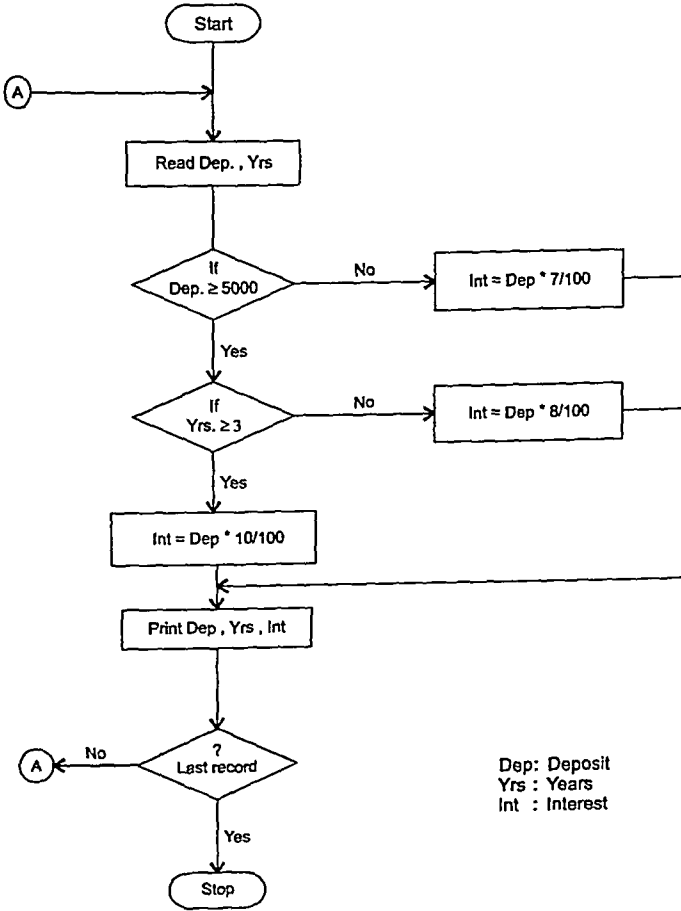 Start
A
Read Dep. , Yrs
If
Dep. ≥ 5000
No
Int = Dep * 7/100
Yes
If
Yrs. ≥ 3
No
Int = Dep * 8/100
Yes
Int = Dep * 10/100
Print Dep , Yrs , Int
?
Last record
No
A
Yes
Stop
Dep: Deposit
Yrs : Years
Int : Interest